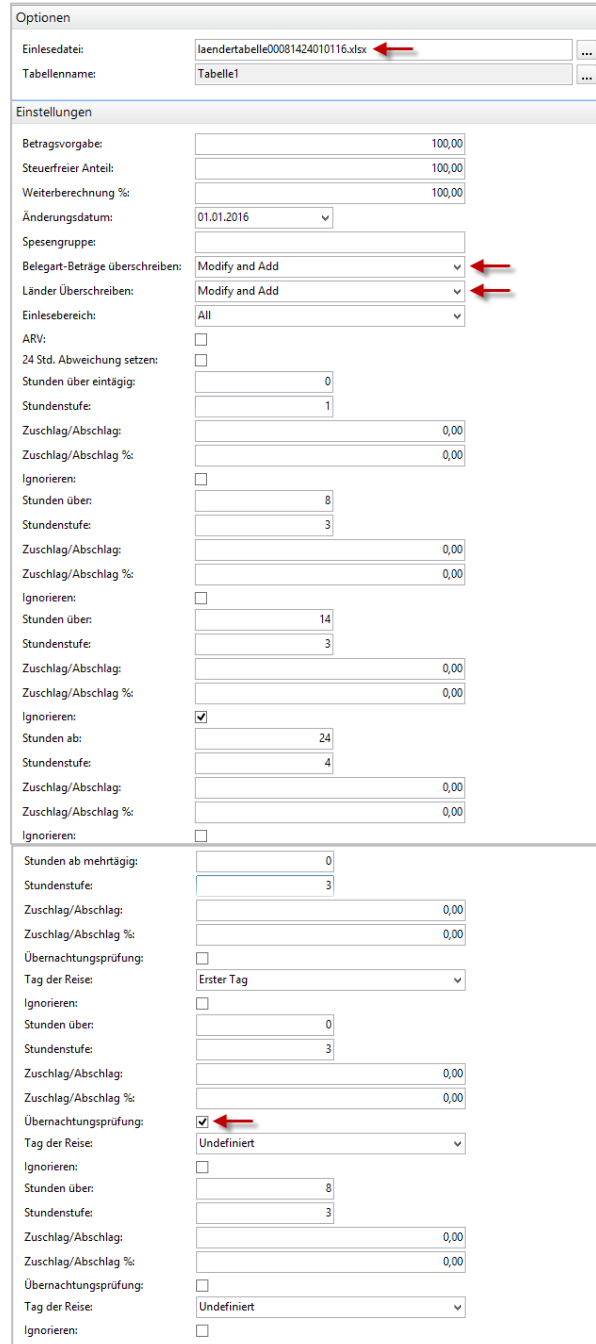 Optionen
Einlesedatei: laendertabelle00081424010116.xlsx ...
Tabellenname: Tabelle1 ...
Einstellungen
Betragsvorgabe: 100,00
Steuerfreier Anteil: 100,00
Weiterberechnung %: 100,00
Änderungsdatum: 01.01.2016
Spesengruppe:
Belegart-Beträge überschreiben: Modify and Add
Länder Überschreiben: Modify and Add
Einlesebereich: All
ARV:
24 Std. Abweichung setzen:
Stunden über eintägig: 0
Stundenstufe: 1
Zuschlag/Abschlag: 0,00
Zuschlag/Abschlag %: 0,00
Ignorieren:
Stunden über: 8
Stundenstufe: 3
Zuschlag/Abschlag: 0,00
Zuschlag/Abschlag %: 0,00
Ignorieren:
Stunden über: 14
Stundenstufe: 3
Zuschlag/Abschlag: 0,00
Zuschlag/Abschlag %: 0,00
Ignorieren:
Stunden ab: 24
Stundenstufe: 4
Zuschlag/Abschlag: 0,00
Zuschlag/Abschlag %: 0,00
Ignorieren:
Stunden ab mehrtägig: 0
Stundenstufe: 3
Zuschlag/Abschlag: 0,00
Zuschlag/Abschlag %: 0,00
Übernachtungsprüfung:
Tag der Reise: Erster Tag
Ignorieren:
Stunden über: 0
Stundenstufe: 3
Zuschlag/Abschlag: 0,00
Zuschlag/Abschlag %: 0,00
Übernachtungsprüfung:
Tag der Reise: Undefiniert
Ignorieren:
Stunden über: 8
Stundenstufe: 3
Zuschlag/Abschlag: 0,00
Zuschlag/Abschlag %: 0,00
Übernachtungsprüfung:
Tag der Reise: Undefiniert
Ignorieren: